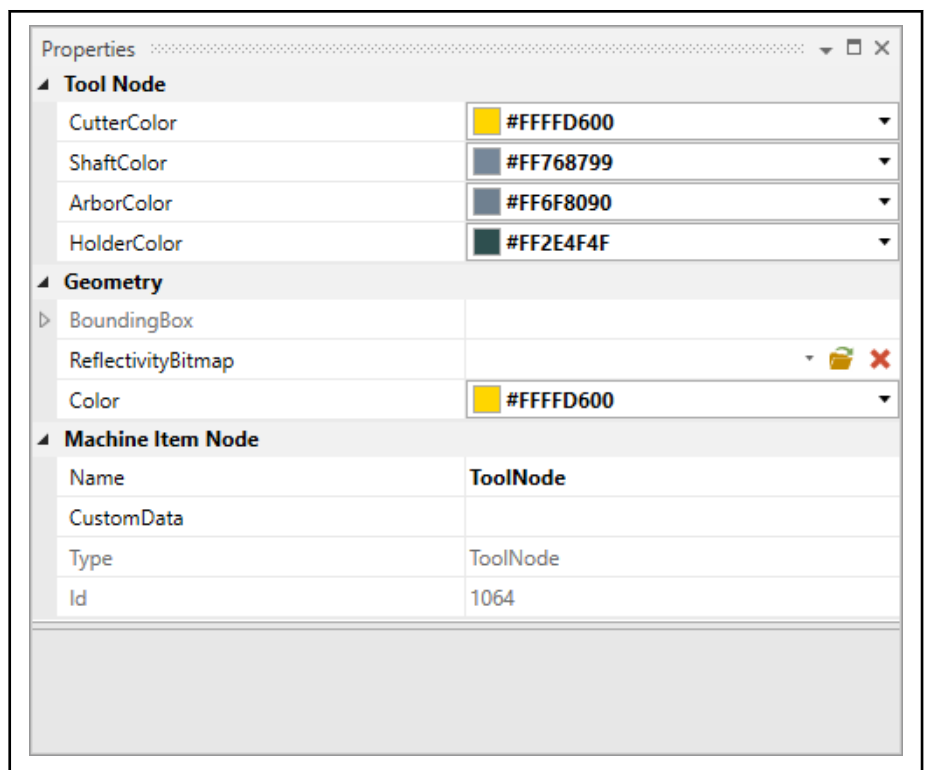 Properties
Tool Node
CutterColor #FFFFD600
ShaftColor #FF768799
ArborColor #FF6F8090
HolderColor #FF2E4F4F
Geometry
BoundingBox
ReflectivityBitmap
Color #FFFFD600
Machine Item Node
Name ToolNode
CustomData
Type ToolNode
Id 1064